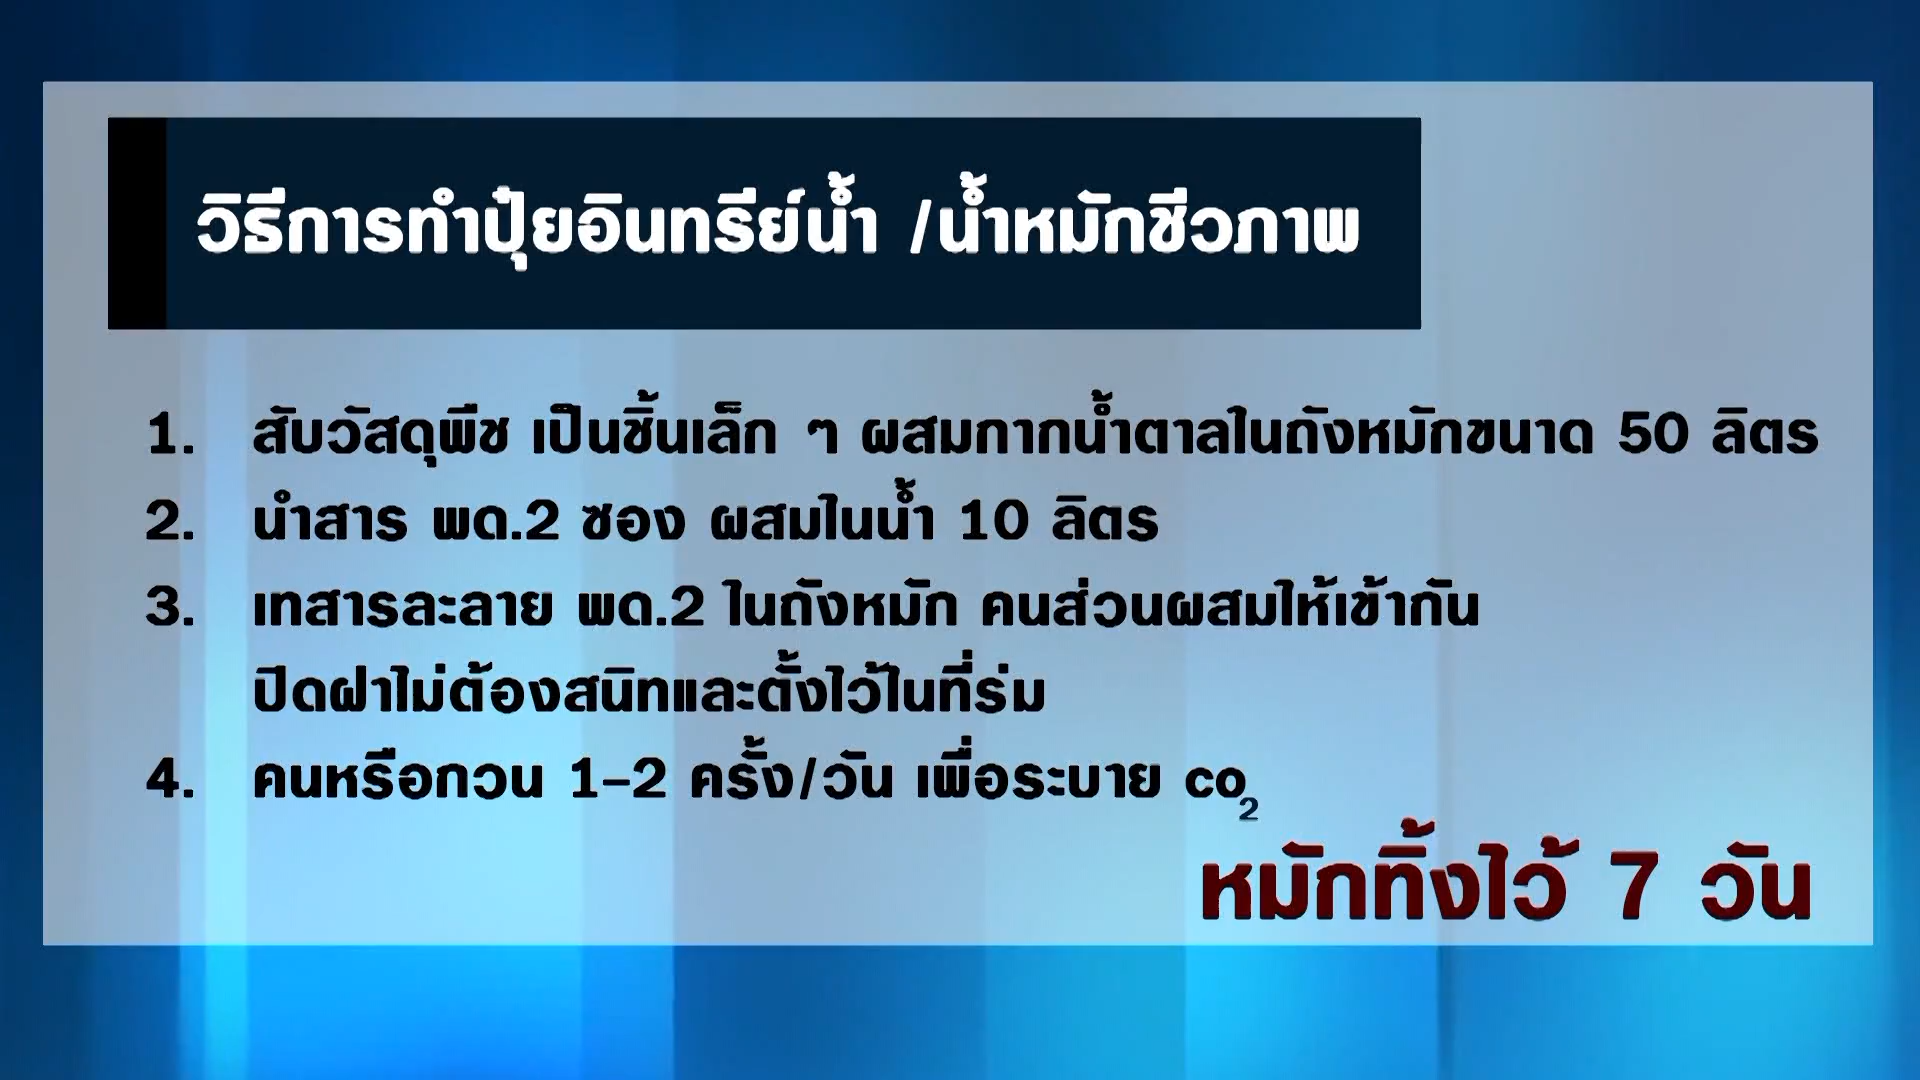 วิธีการทำปุ๋ยอินทรีย์น้ำ /น้ำหมักชีวภาพ
1. สับวัสดุพืช เป็นชิ้นเล็ก ๆ ผสมกากน้ำตาลในถังหมักขนาด 50 ลิตร
2. นำสาร พด.2 ซอง ผสมในน้ำ 10 ลิตร
3. เทสารละลาย พด.2 ในถังหมัก คนส่วนผสมให้เข้ากัน
ปิดฝาไม่ต้องสนิทและตั้งไว้ในที่ร่ม
4. คนหรือกวน 1-2 ครั้ง/วัน เพื่อระบาย co₂
หมักทิ้งไว้ 7 วัน